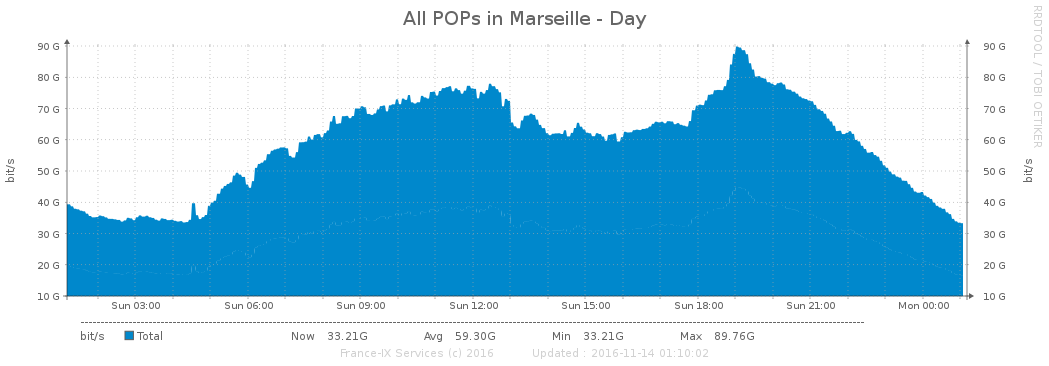 All POPs in Marseille - Day
RRDTOOL / TOBI OETIKER
90 G 90 G
80 G 80 G
70 G 70 G
60 G 60 G
50 G 50 G
40 G 40 G
30 G 30 G
20 G 20 G
10 G 10 G
bit/s bit/s
Sun 03:00 Sun 06:00 Sun 09:00 Sun 12:00 Sun 15:00 Sun 18:00 Sun 21:00 Mon 00:00
bit/s Total Now 33.21G Avg 59.30G Min 33.21G Max 89.76G
France-IX Services (c) 2016 Updated : 2016-11-14 01:10:02